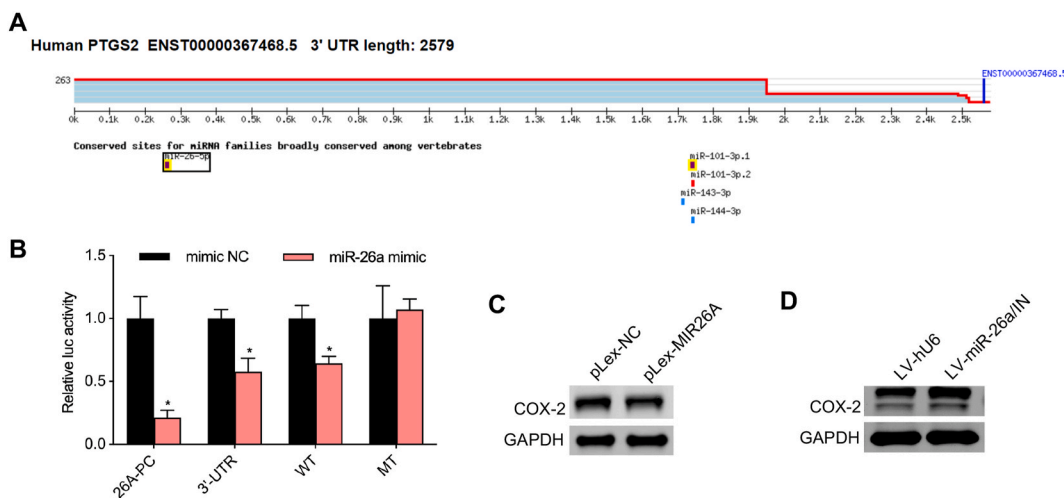 A
Human PTGS2 ENST00000367468.5 3' UTR length: 2579
ENST00000367468.5
263
0k 0.1k 0.2k 0.3k 0.4k 0.5k 0.6k 0.7k 0.8k 0.9k 1k 1.1k 1.2k 1.3k 1.4k 1.5k 1.6k 1.7k 1.8k 1.9k 2k 2.1k 2.2k 2.3k 2.4k 2.5k
Conserved sites for miRNA families broadly conserved among vertebrates
miR-26-5p
miR-101-3p.1
miR-101-3p.2
miR-143-3p
miR-144-3p
B
mimic NC
miR-26a mimic
Relative luc activity
1.5
1.0
0.5
0.0
*
*
*
26A-PC
3'-UTR
WT
MT
C
pLex-NC
pLex-MIR26A
COX-2
GAPDH
D
LV-hU6
LV-miR-26a/IN
COX-2
GAPDH